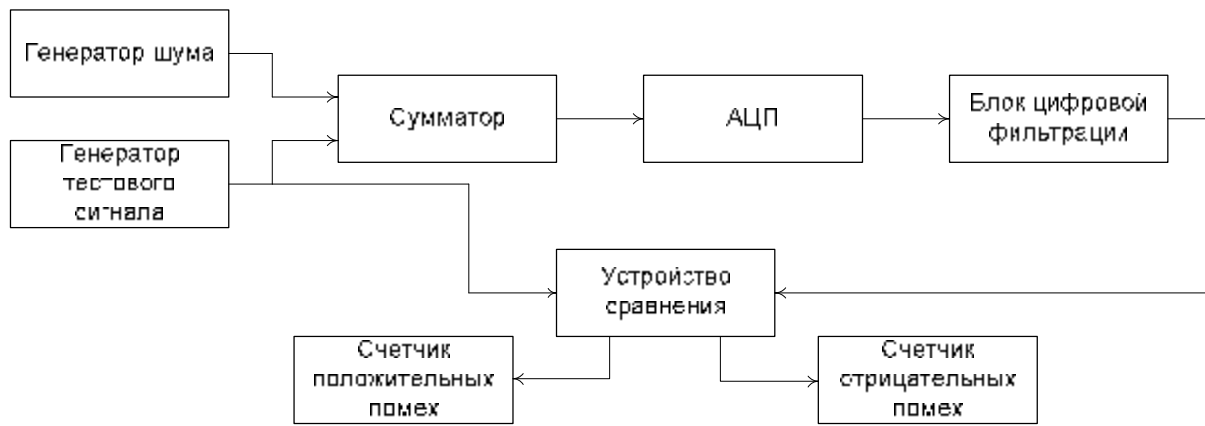 Генератор шума
Генератор
тестового
сигнала
Сумматор
АЦП
Блок цифровой
фильтрации
Устройство
сравнения
Счетчик
положительных
помех
Счетчик
отрицательных
помех